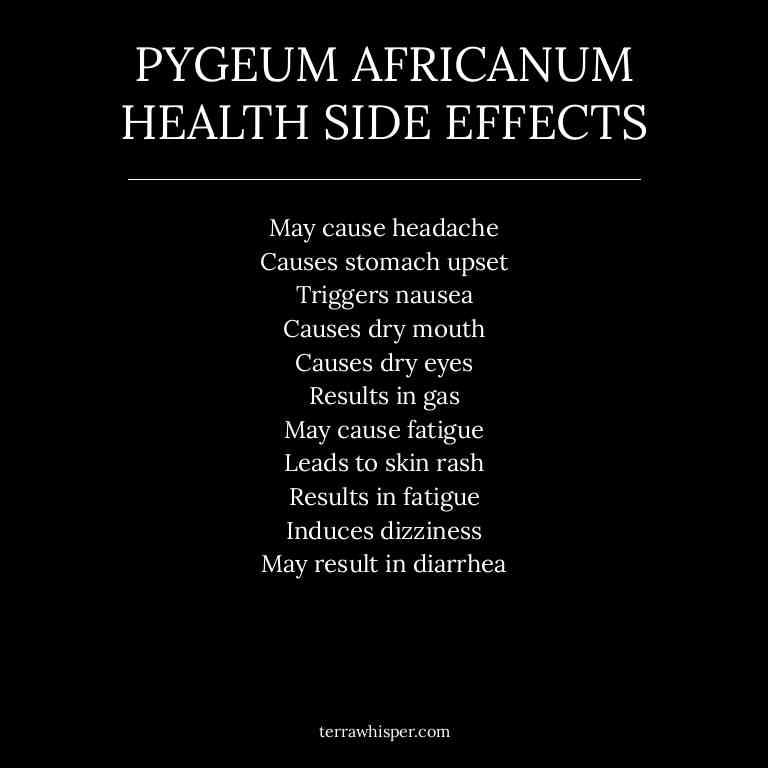 PYGEUM AFRICANUM
HEALTH SIDE EFFECTS
May cause headache
Causes stomach upset
Triggers nausea
Causes dry mouth
Causes dry eyes
Results in gas
May cause fatigue
Leads to skin rash
Results in fatigue
Induces dizziness
May result in diarrhea
terrawhisper.com